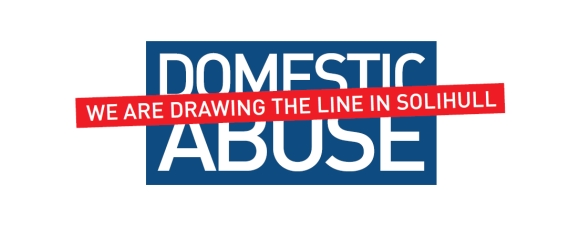 DOMESTIC
WE ARE DRAWING THE LINE IN SOLIHULL
ABUSE